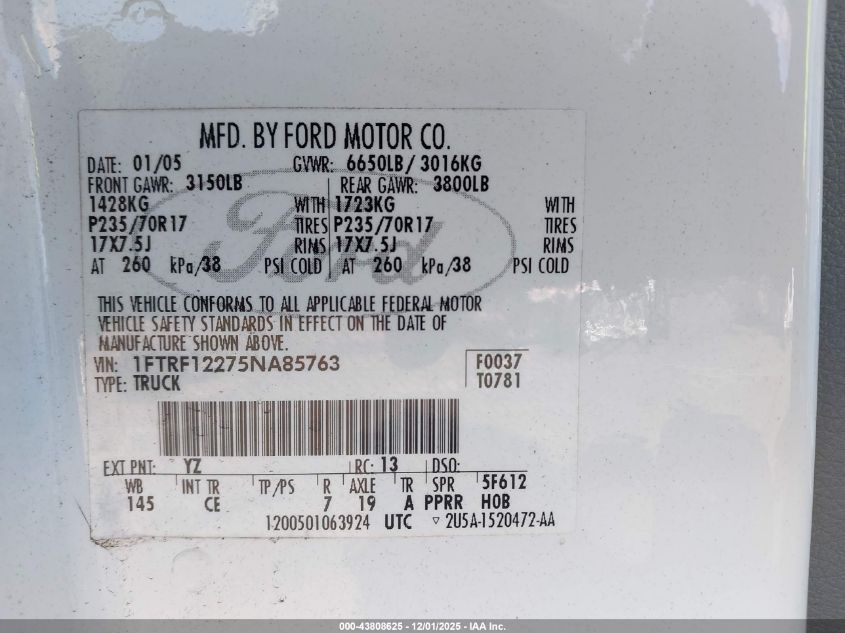 MFD. BY FORD MOTOR CO.
DATE: 01/05 GVWR: 6650LB/ 3016KG
FRONT GAWR: 3150LB REAR GAWR: 3800LB
1428KG WITH 1723KG WITH
P235/70R17 TIRES P235/70R17 TIRES
17X7.5J RIMS 17X7.5J RIMS
AT 260 kPa/38 PSI COLD AT 260 kPa/38 PSI COLD
Ford
THIS VEHICLE CONFORMS TO ALL APPLICABLE FEDERAL MOTOR
VEHICLE SAFETY STANDARDS IN EFFECT ON THE DATE OF
MANUFACTURE SHOWN ABOVE.
VIN: 1FTRF12275NA85763 F0037
TYPE: TRUCK T0781
EXT PNT: YZ RC: 13 DSO:
WB INT TR TP/PS R AXLE TR SPR 5F612
145 CE 7 19 A PPRR H0B
1200501063924 UTC ▽ 2U5A-1520472-AA
000-43808625 - 12/01/2025 - IAA Inc.